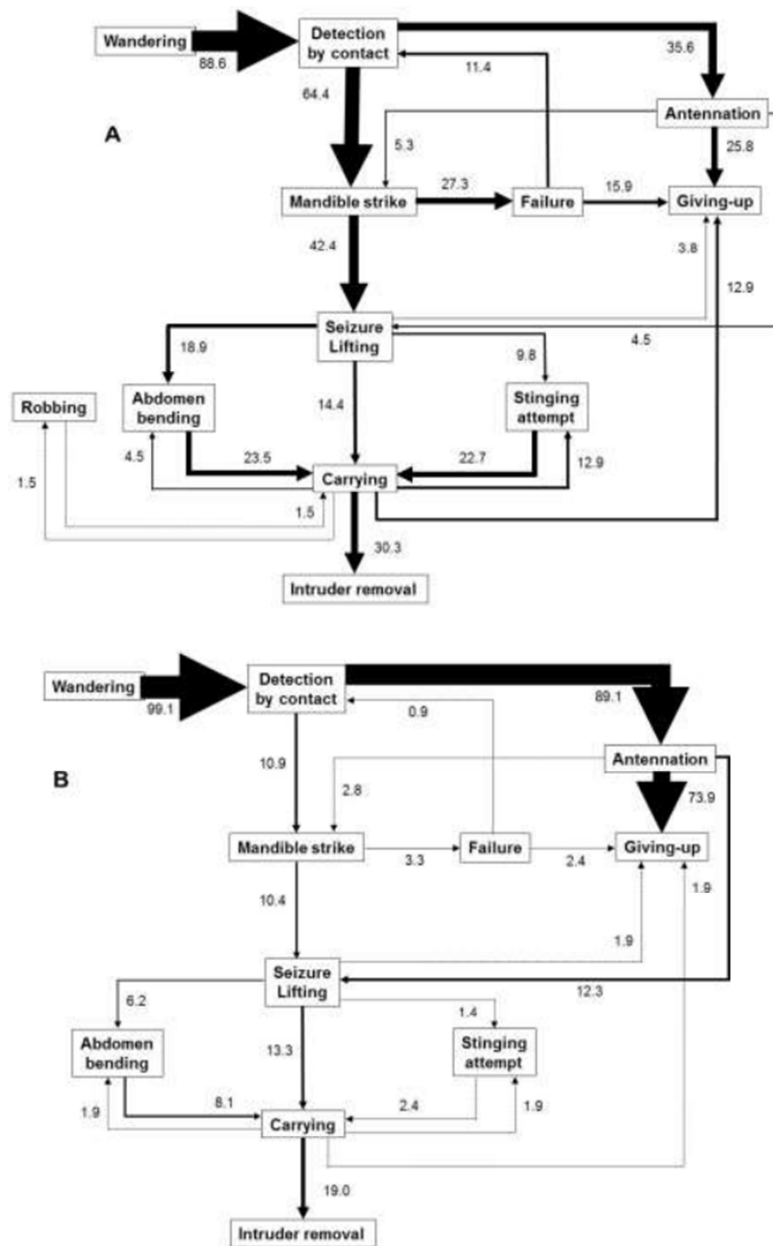 Wandering
88.6
Detection
by contact
35.6
11.4
64.4
A
Antennation
5.3
25.8
Mandible strike
27.3
Failure
15.9
Giving-up
42.4
3.8
12.9
Seizure
Lifting
4.5
18.9
9.8
Robbing
Abdomen
bending
14.4
Stinging
attempt
4.5
23.5
22.7
12.9
1.5
Carrying
1.5
30.3
Intruder removal
Wandering
99.1
Detection
by contact
89.1
0.9
B
10.9
Antennation
2.8
73.9
Mandible strike
3.3
Failure
2.4
Giving-up
10.4
1.9
1.9
Seizure
Lifting
12.3
6.2
1.4
Abdomen
bending
13.3
Stinging
attempt
1.9
8.1
2.4
1.9
Carrying
19.0
Intruder removal